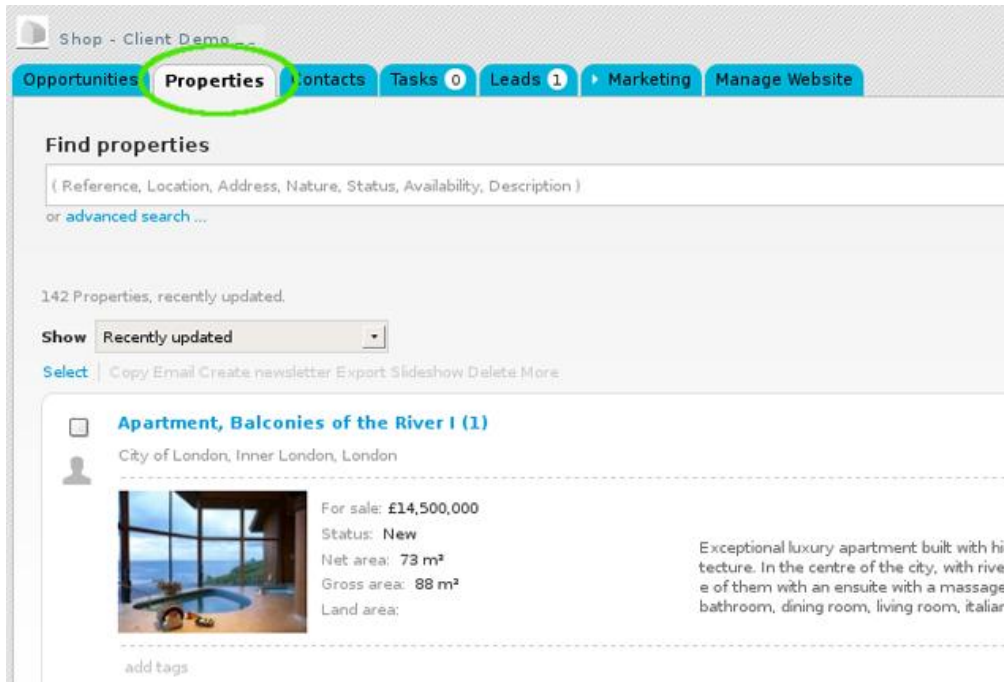 Shop - Client Demo
Opportunities Properties Contacts Tasks 0 Leads 1 Marketing Manage Website
Find properties
( Reference, Location, Address, Nature, Status, Availability, Description )
or advanced search ...
142 Properties, recently updated.
Show Recently updated
Select Copy Email Create newsletter Export Slideshow Delete More
Apartment, Balconies of the River I (1)
City of London, Inner London, London
For sale: £14,500,000
Status: New
Net area: 73 m²
Gross area: 88 m²
Land area:
Exceptional luxury apartment built with hi
tecture. In the centre of the city, with rive
e of them with an ensuite with a massage
bathroom, dining room, living room, italian
add tags